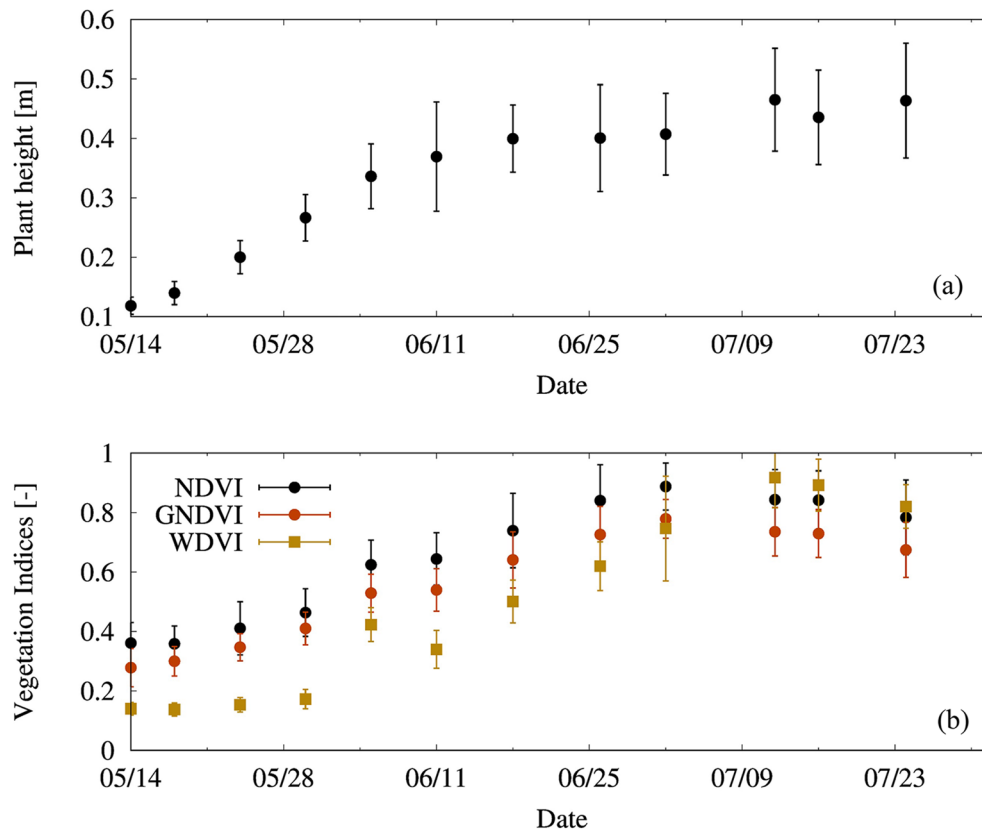 0.6
0.5
0.4
0.3
0.2
0.1
Plant height [m]
(a)
05/14 05/28 06/11 06/25 07/09 07/23
Date
1
0.8
0.6
0.4
0.2
0
Vegetation Indices [-]
NDVI
GNDVI
WDVI
(b)
05/14 05/28 06/11 06/25 07/09 07/23
Date